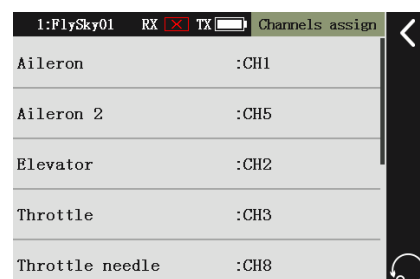 1:FlySky01 RX TX Channels assign
Aileron :CH1
Aileron 2 :CH5
Elevator :CH2
Throttle :CH3
Throttle needle :CH8